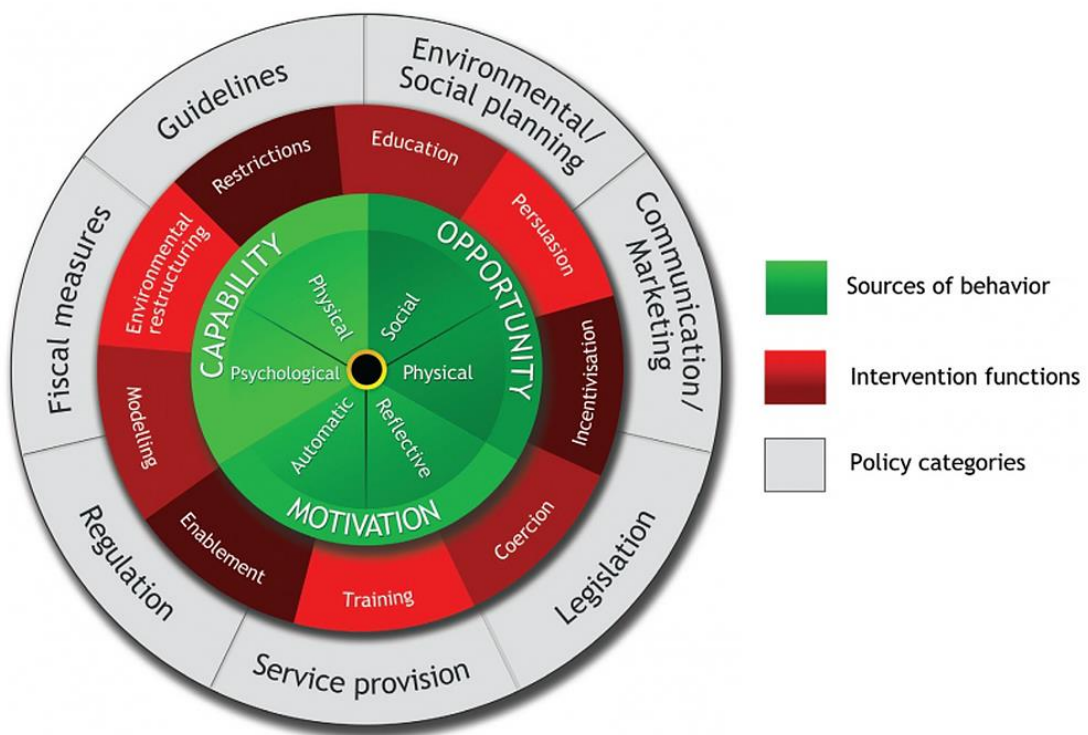 Guidelines
Environmental/
Social planning
Communication/
Marketing
Legislation
Service provision
Regulation
Fiscal measures
Restrictions
Education
Persuasion
Incentivisation
Coercion
Training
Enablement
Modelling
Environmental
restructuring
CAPABILITY
OPPORTUNITY
MOTIVATION
Physical
Social
Psychological
Physical
Automatic
Reflective
Sources of behavior
Intervention functions
Policy categories